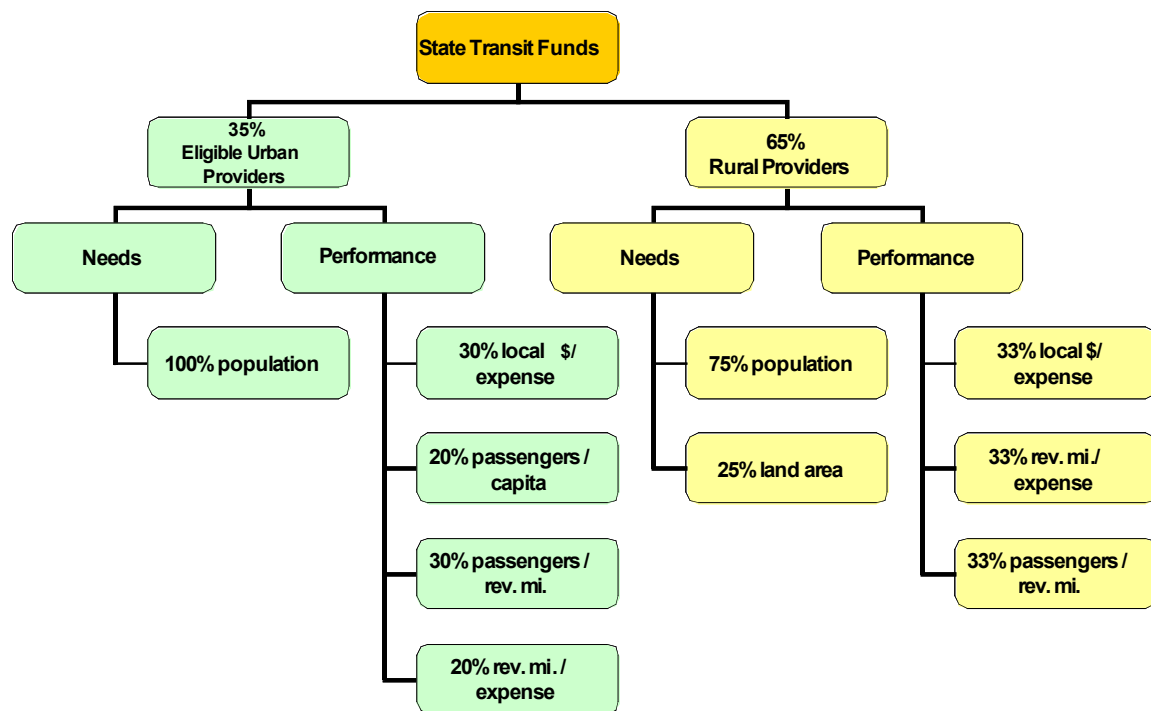 State Transit Funds
35%
Eligible Urban
Providers
65%
Rural Providers
Needs
Performance
Needs
Performance
100% population
30% local $/
expense
20% passengers /
capita
30% passengers /
rev. mi.
20% rev. mi. /
expense
75% population
25% land area
33% local $/
expense
33% rev. mi./
expense
33% passengers /
rev. mi.